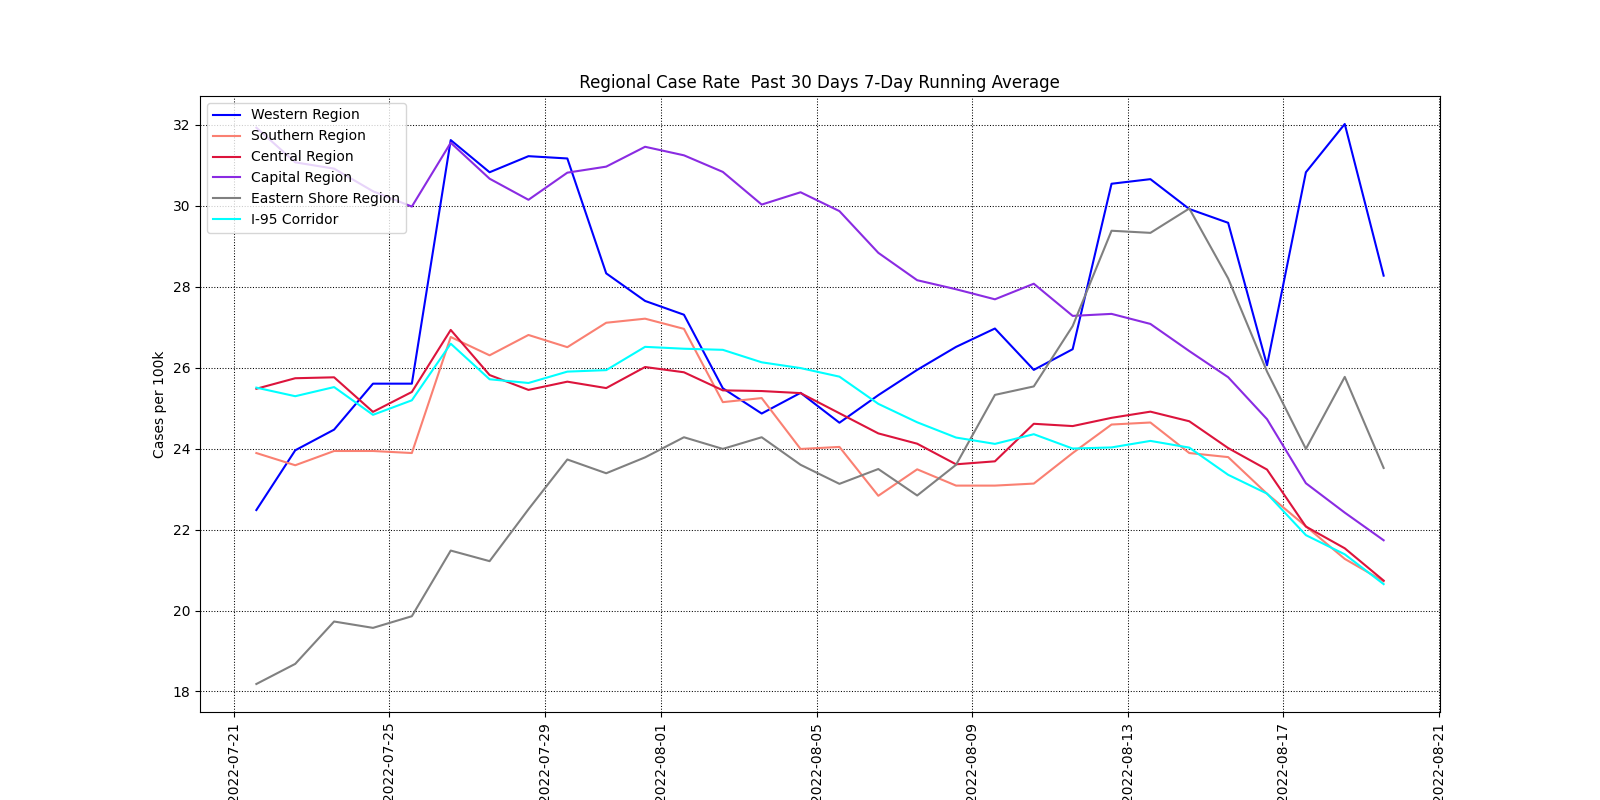 Regional Case Rate  Past 30 Days 7-Day Running Average
Western Region
Southern Region
Central Region
Capital Region
Eastern Shore Region
I-95 Corridor
Cases per 100k
32
30
28
26
24
22
20
18
2022-07-21
2022-07-25
2022-07-29
2022-08-01
2022-08-05
2022-08-09
2022-08-13
2022-08-17
2022-08-21